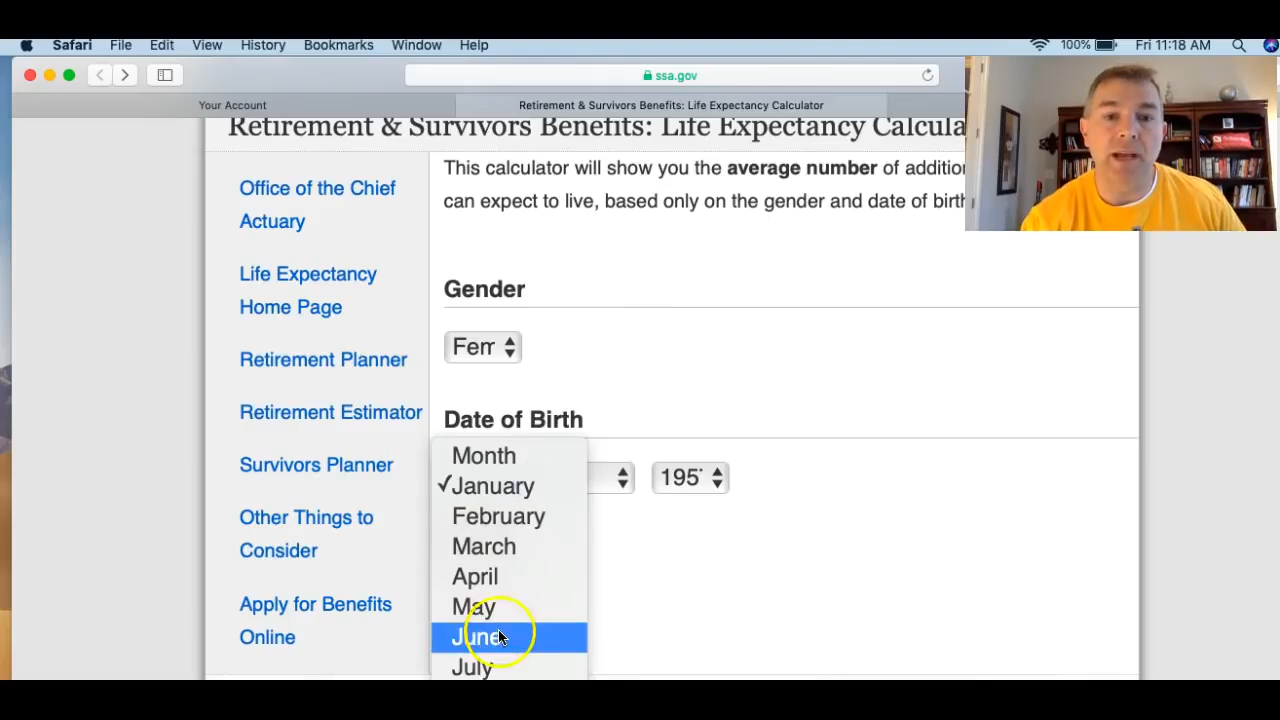 Safari File Edit View History Bookmarks Window Help 100% Fri 11:18 AM
ssa.gov
Your Account Retirement & Survivors Benefits: Life Expectancy Calculator
Retirement & Survivors Benefits: Life Expectancy Calcula
This calculator will show you the average number of addition
can expect to live, based only on the gender and date of birth
Office of the Chief
Actuary
Life Expectancy
Home Page
Retirement Planner
Retirement Estimator
Survivors Planner
Other Things to
Consider
Apply for Benefits
Online
Gender
Fem
Date of Birth
Month
✓January
February
March
April
May
June
July
195